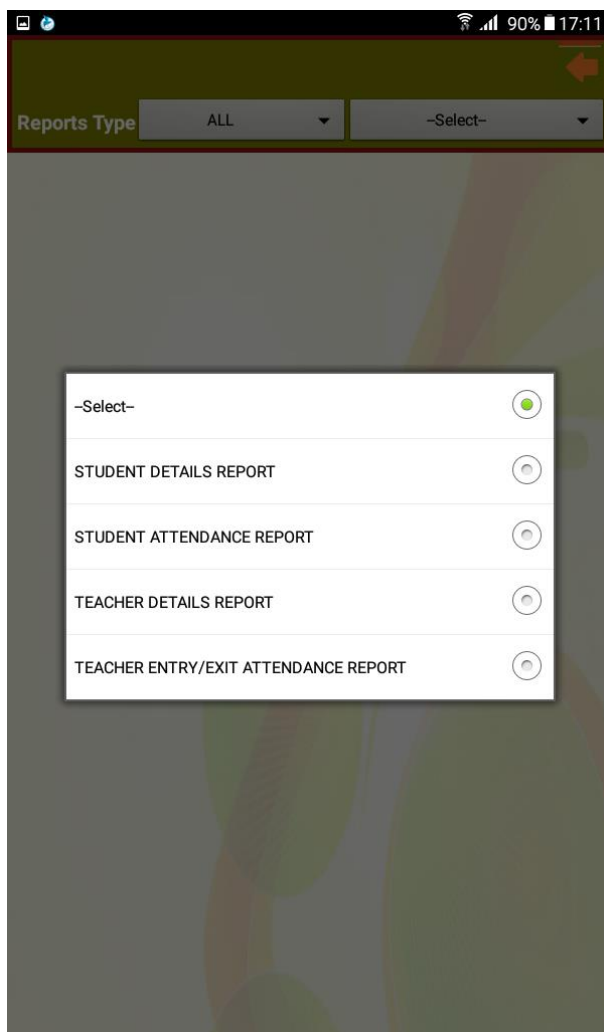 90% 17:11
Reports Type ALL --Select--
--Select--
STUDENT DETAILS REPORT
STUDENT ATTENDANCE REPORT
TEACHER DETAILS REPORT
TEACHER ENTRY/EXIT ATTENDANCE REPORT